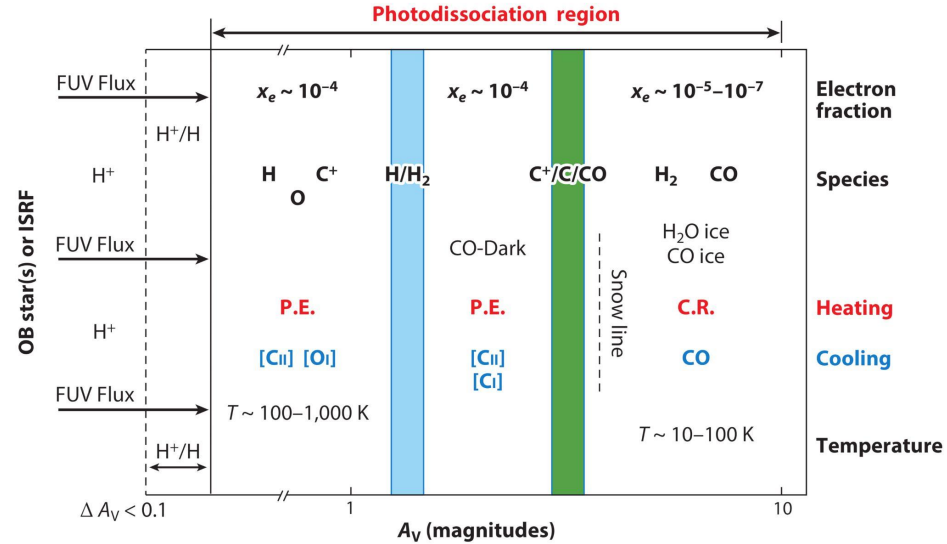 Photodissociation region
FUV Flux
xₑ ~ 10⁻⁴
xₑ ~ 10⁻⁴
xₑ ~ 10⁻⁵–10⁻⁷
Electron
fraction
H⁺/H
H⁺
H
C⁺
O
H/H₂
C⁺/C/CO
H₂
CO
Species
OB star(s) or ISRF
FUV Flux
CO-Dark
H₂O ice
CO ice
Snow line
P.E.
P.E.
C.R.
Heating
H⁺
[CII] [OI]
[CII]
[CI]
CO
Cooling
FUV Flux
T ~ 100–1,000 K
T ~ 10–100 K
Temperature
H⁺/H
Δ Aᵥ < 0.1
1
10
Aᵥ (magnitudes)